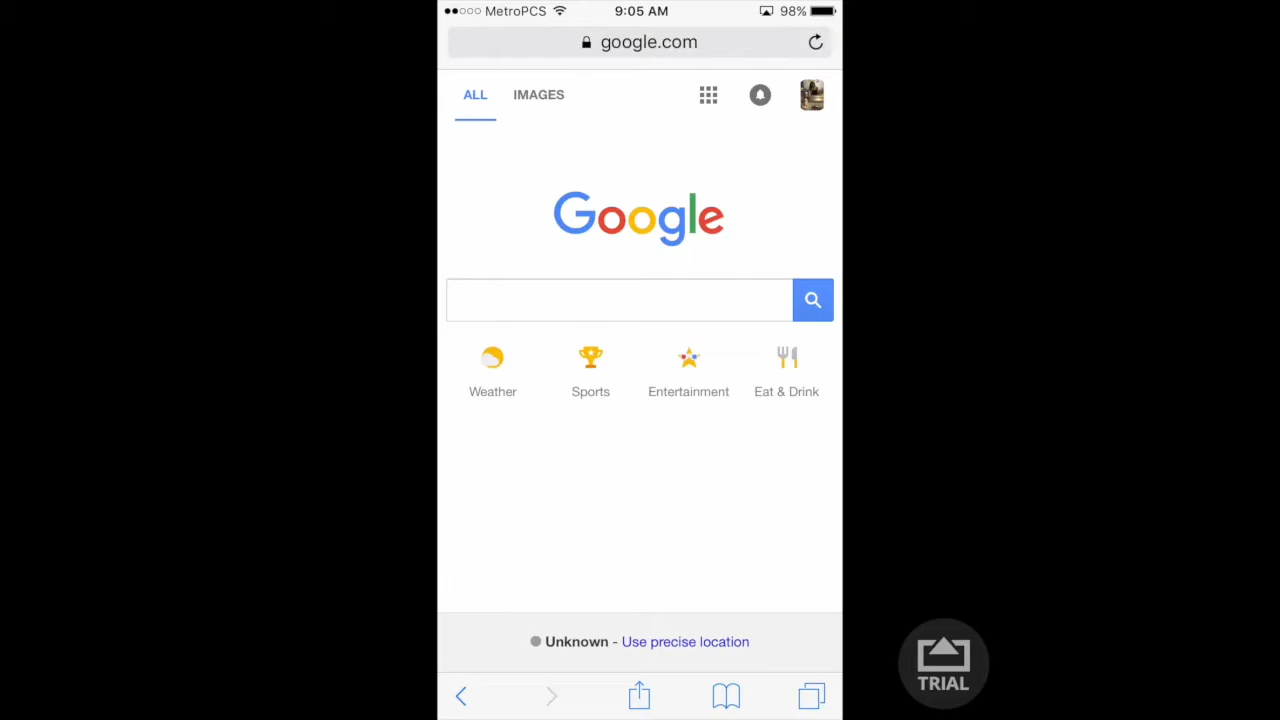 MetroPCS 9:05 AM 98%
google.com
ALL IMAGES
Google
Weather Sports Entertainment Eat & Drink
Unknown - Use precise location
TRIAL